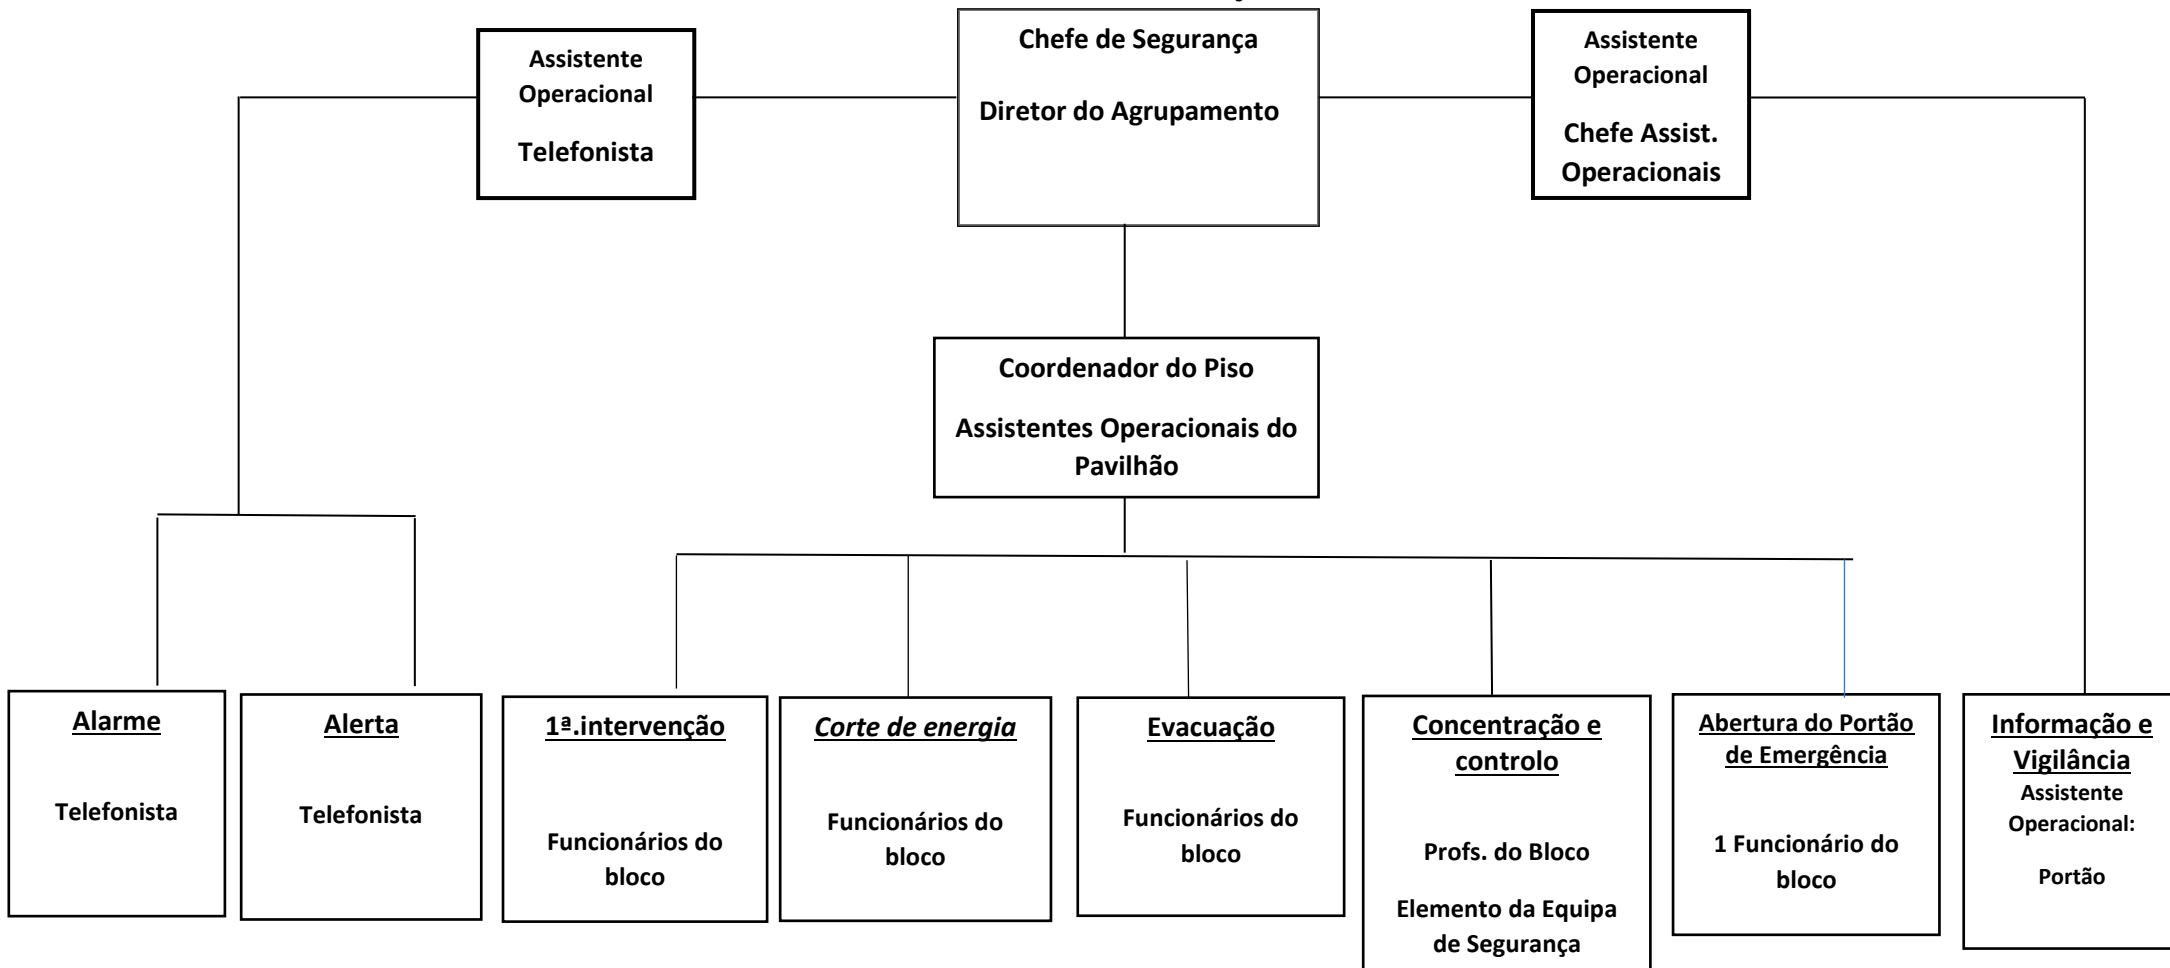 Assistente
Operacional
Telefonista
Chefe de Segurança
Diretor do Agrupamento
Assistente
Operacional
Chefe Assist.
Operacionais
Coordenador do Piso
Assistentes Operacionais do
Pavilhão
Alarme
Telefonista
Alerta
Telefonista
1ª.intervenção
Funcionários do
bloco
Corte de energia
Funcionários do
bloco
Evacuação
Funcionários do
bloco
Concentração e
controlo
Profs. do Bloco
Elemento da Equipa
de Segurança
Abertura do Portão
de Emergência
1 Funcionário do
bloco
Informação e
Vigilância
Assistente
Operacional:
Portão